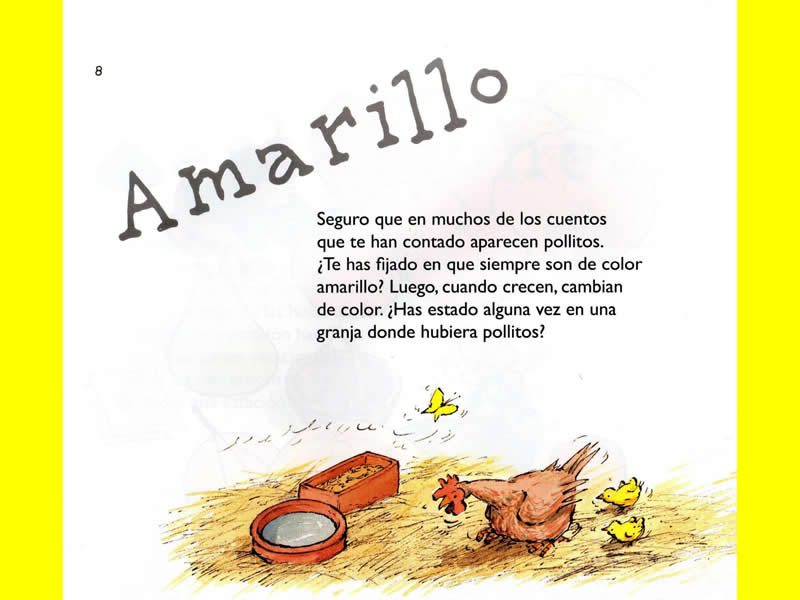 8
Amarillo
Seguro que en muchos de los cuentos
que te han contado aparecen pollitos.
¿Te has fijado en que siempre son de color
amarillo? Luego, cuando crecen, cambian
de color. ¿Has estado alguna vez en una
granja donde hubiera pollitos?